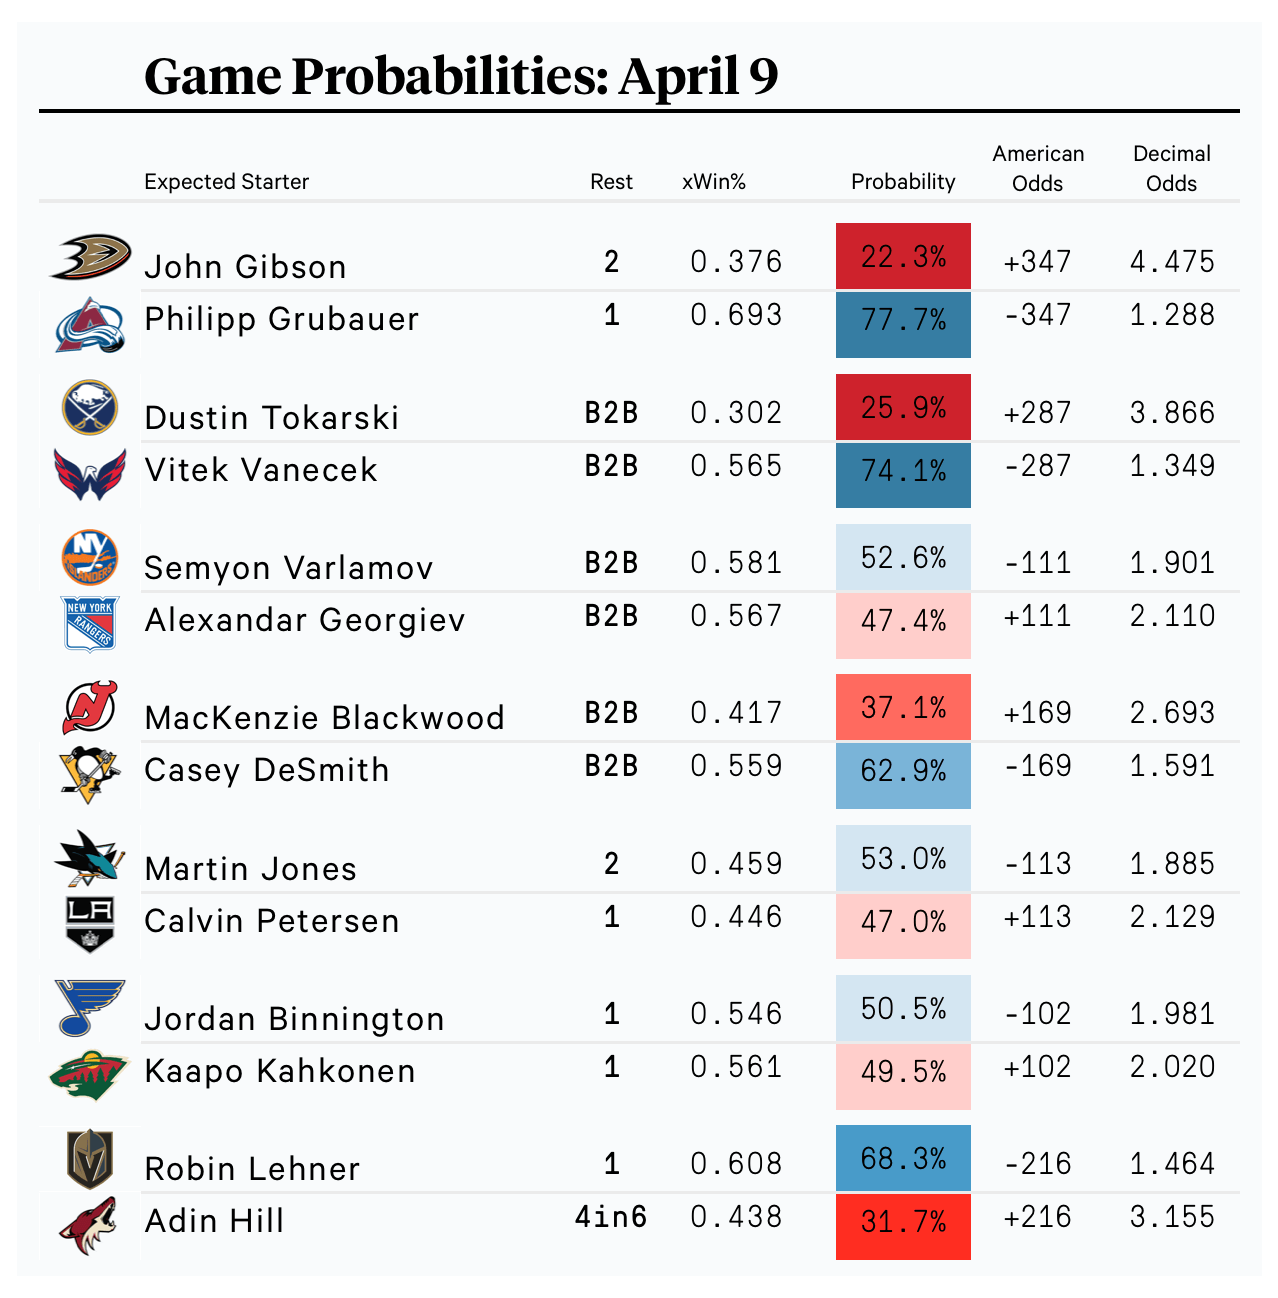 Game Probabilities: April 9
Expected Starter Rest xWin% Probability American Odds Decimal Odds
John Gibson 2 0.376 22.3% +347 4.475
Philipp Grubauer 1 0.693 77.7% -347 1.288
Dustin Tokarski B2B 0.302 25.9% +287 3.866
Vitek Vanecek B2B 0.565 74.1% -287 1.349
NY ISLANDERS
Semyon Varlamov B2B 0.581 52.6% -111 1.901
NEW YORK RANGERS
Alexandar Georgiev B2B 0.567 47.4% +111 2.110
MacKenzie Blackwood B2B 0.417 37.1% +169 2.693
Casey DeSmith B2B 0.559 62.9% -169 1.591
Martin Jones 2 0.459 53.0% -113 1.885
LA
Calvin Petersen 1 0.446 47.0% +113 2.129
Jordan Binnington 1 0.546 50.5% -102 1.981
Kaapo Kahkonen 1 0.561 49.5% +102 2.020
Robin Lehner 1 0.608 68.3% -216 1.464
Adin Hill 4in6 0.438 31.7% +216 3.155